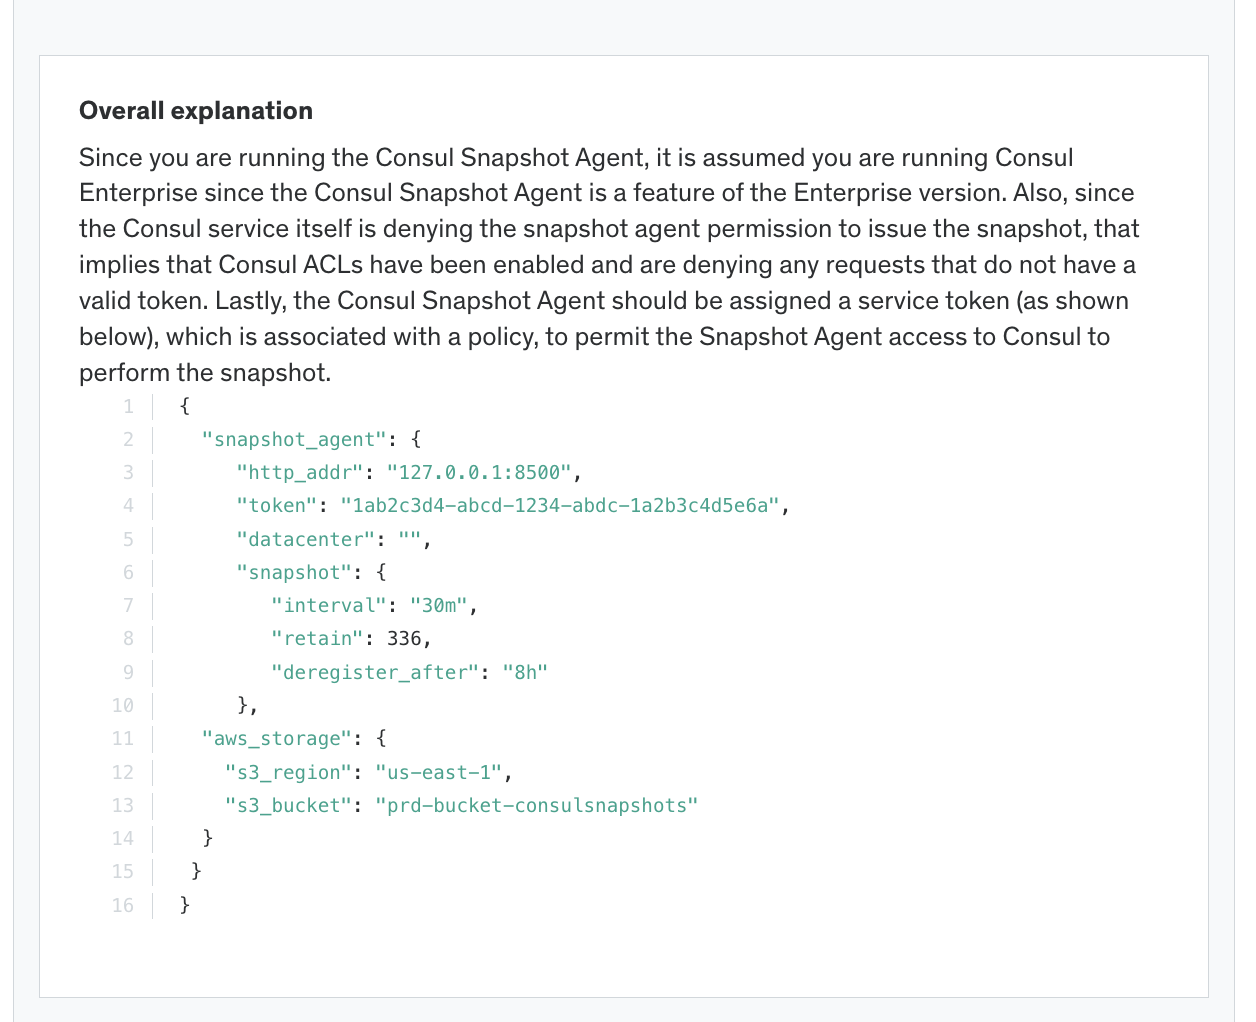 Overall explanation
Since you are running the Consul Snapshot Agent, it is assumed you are running Consul
Enterprise since the Consul Snapshot Agent is a feature of the Enterprise version. Also, since
the Consul service itself is denying the snapshot agent permission to issue the snapshot, that
implies that Consul ACLs have been enabled and are denying any requests that do not have a
valid token. Lastly, the Consul Snapshot Agent should be assigned a service token (as shown
below), which is associated with a policy, to permit the Snapshot Agent access to Consul to
perform the snapshot.
1 {
2 "snapshot_agent": {
3 "http_addr": "127.0.0.1:8500",
4 "token": "1ab2c3d4-abcd-1234-abdc-1a2b3c4d5e6a",
5 "datacenter": "",
6 "snapshot": {
7 "interval": "30m",
8 "retain": 336,
9 "deregister_after": "8h"
10 },
11 "aws_storage": {
12 "s3_region": "us-east-1",
13 "s3_bucket": "prd-bucket-consulsnapshots"
14 }
15 }
16 }